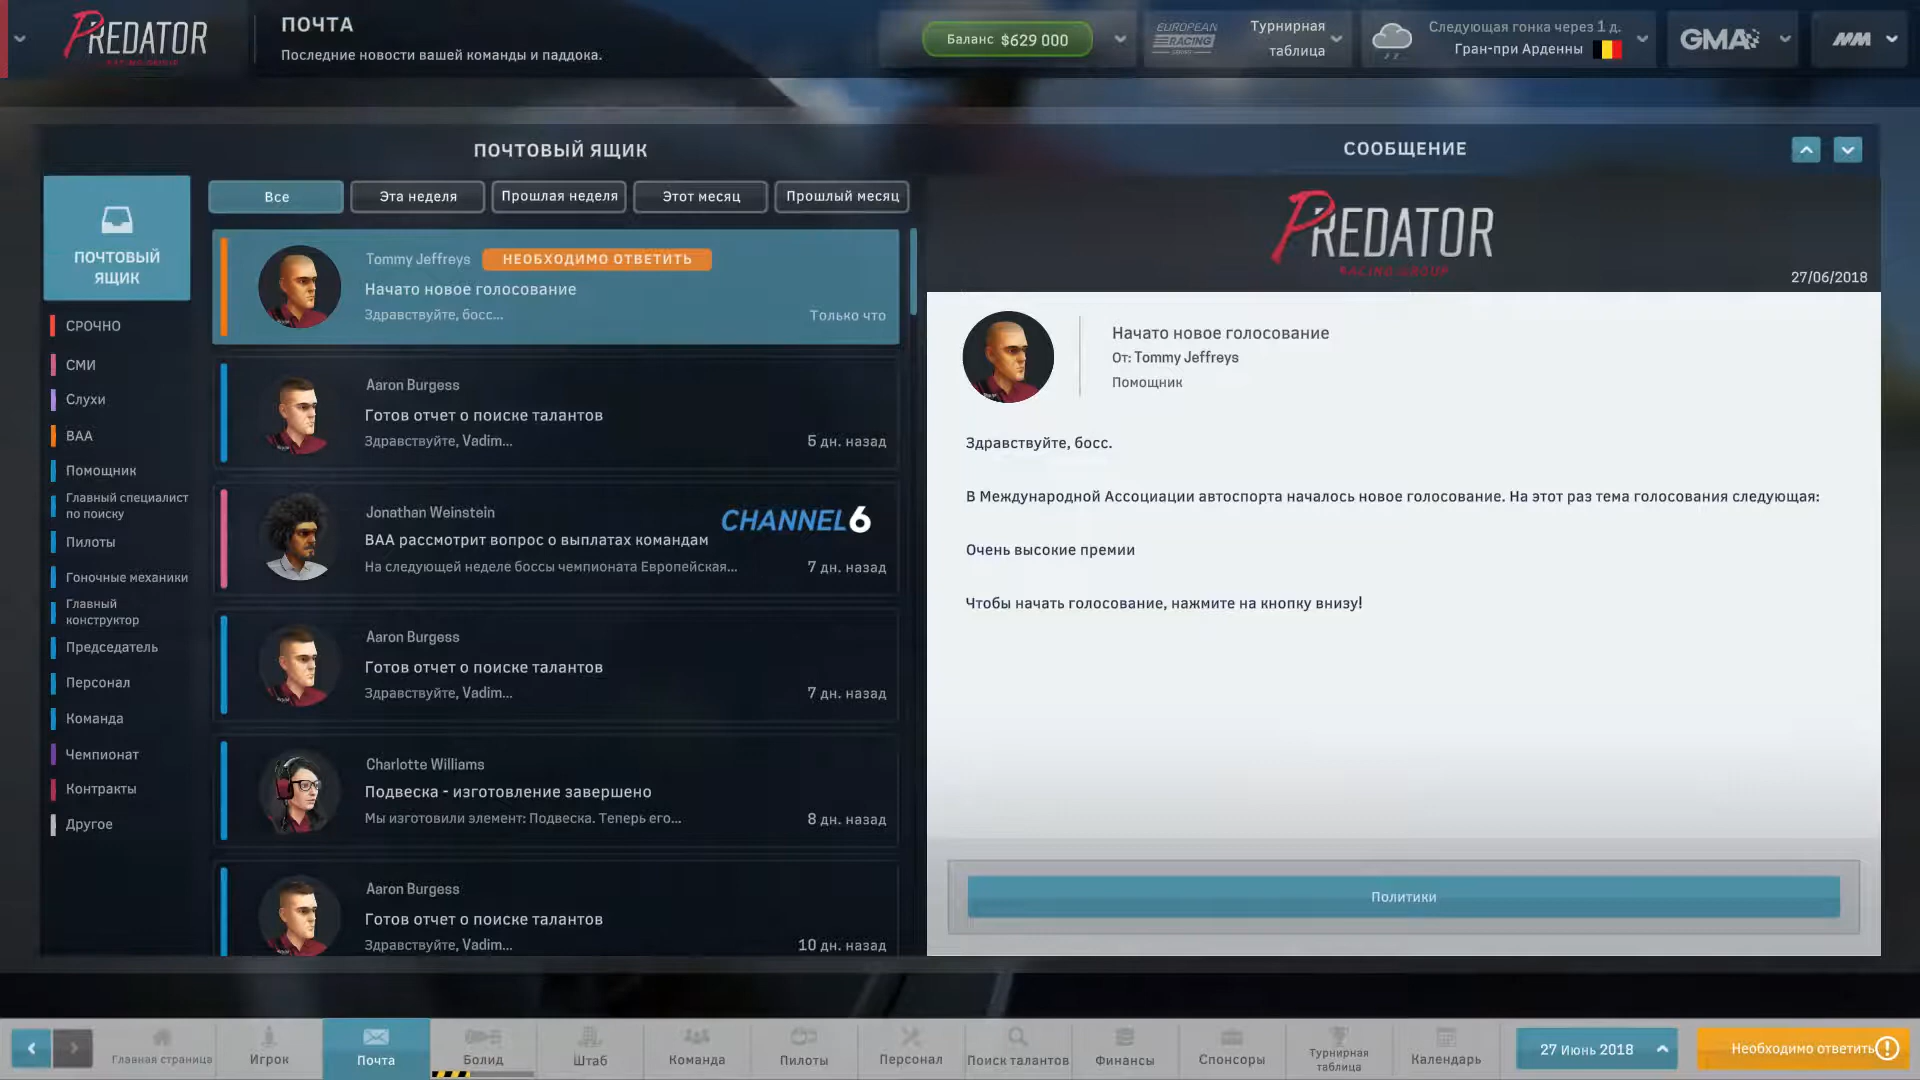 PREDATOR
RACING GROUP
ПОЧТА
Последние новости вашей команды и паддока.
Баланс $629 000
EUROPEAN
RACING
SERIES
Турнирная
таблица
Следующая гонка через 1 д.
Гран-при Арденны
GMA
MM
ПОЧТОВЫЙ ЯЩИК
СООБЩЕНИЕ
ПОЧТОВЫЙ
ЯЩИК
СРОЧНО
СМИ
Слухи
ВАА
Помощник
Главный специалист
по поиску
Пилоты
Гоночные механики
Главный
конструктор
Председатель
Персонал
Команда
Чемпионат
Контракты
Другое
Все
Эта неделя
Прошлая неделя
Этот месяц
Прошлый месяц
Tommy Jeffreys
НЕОБХОДИМО ОТВЕТИТЬ
Начато новое голосование
Здравствуйте, босс...
Только что
Aaron Burgess
Готов отчет о поиске талантов
Здравствуйте, Vadim...
5 дн. назад
Jonathan Weinstein
CHANNEL6
ВАА рассмотрит вопрос о выплатах командам
На следующей неделе боссы чемпионата Европейская...
7 дн. назад
Aaron Burgess
Готов отчет о поиске талантов
Здравствуйте, Vadim...
7 дн. назад
Charlotte Williams
Подвеска - изготовление завершено
Мы изготовили элемент: Подвеска. Теперь его...
8 дн. назад
Aaron Burgess
Готов отчет о поиске талантов
Здравствуйте, Vadim...
10 дн. назад
PREDATOR
RACING GROUP
27/06/2018
Начато новое голосование
От: Tommy Jeffreys
Помощник
Здравствуйте, босс.
В Международной Ассоциации автоспорта началось новое голосование. На этот раз тема голосования следующая:
Очень высокие премии
Чтобы начать голосование, нажмите на кнопку внизу!
Политики
Главная страница
Игрок
Почта
Болид
Штаб
Команда
Пилоты
Персонал
Поиск талантов
Финансы
Спонсоры
Турнирная
таблица
Календарь
27 Июнь 2018
Необходимо ответить